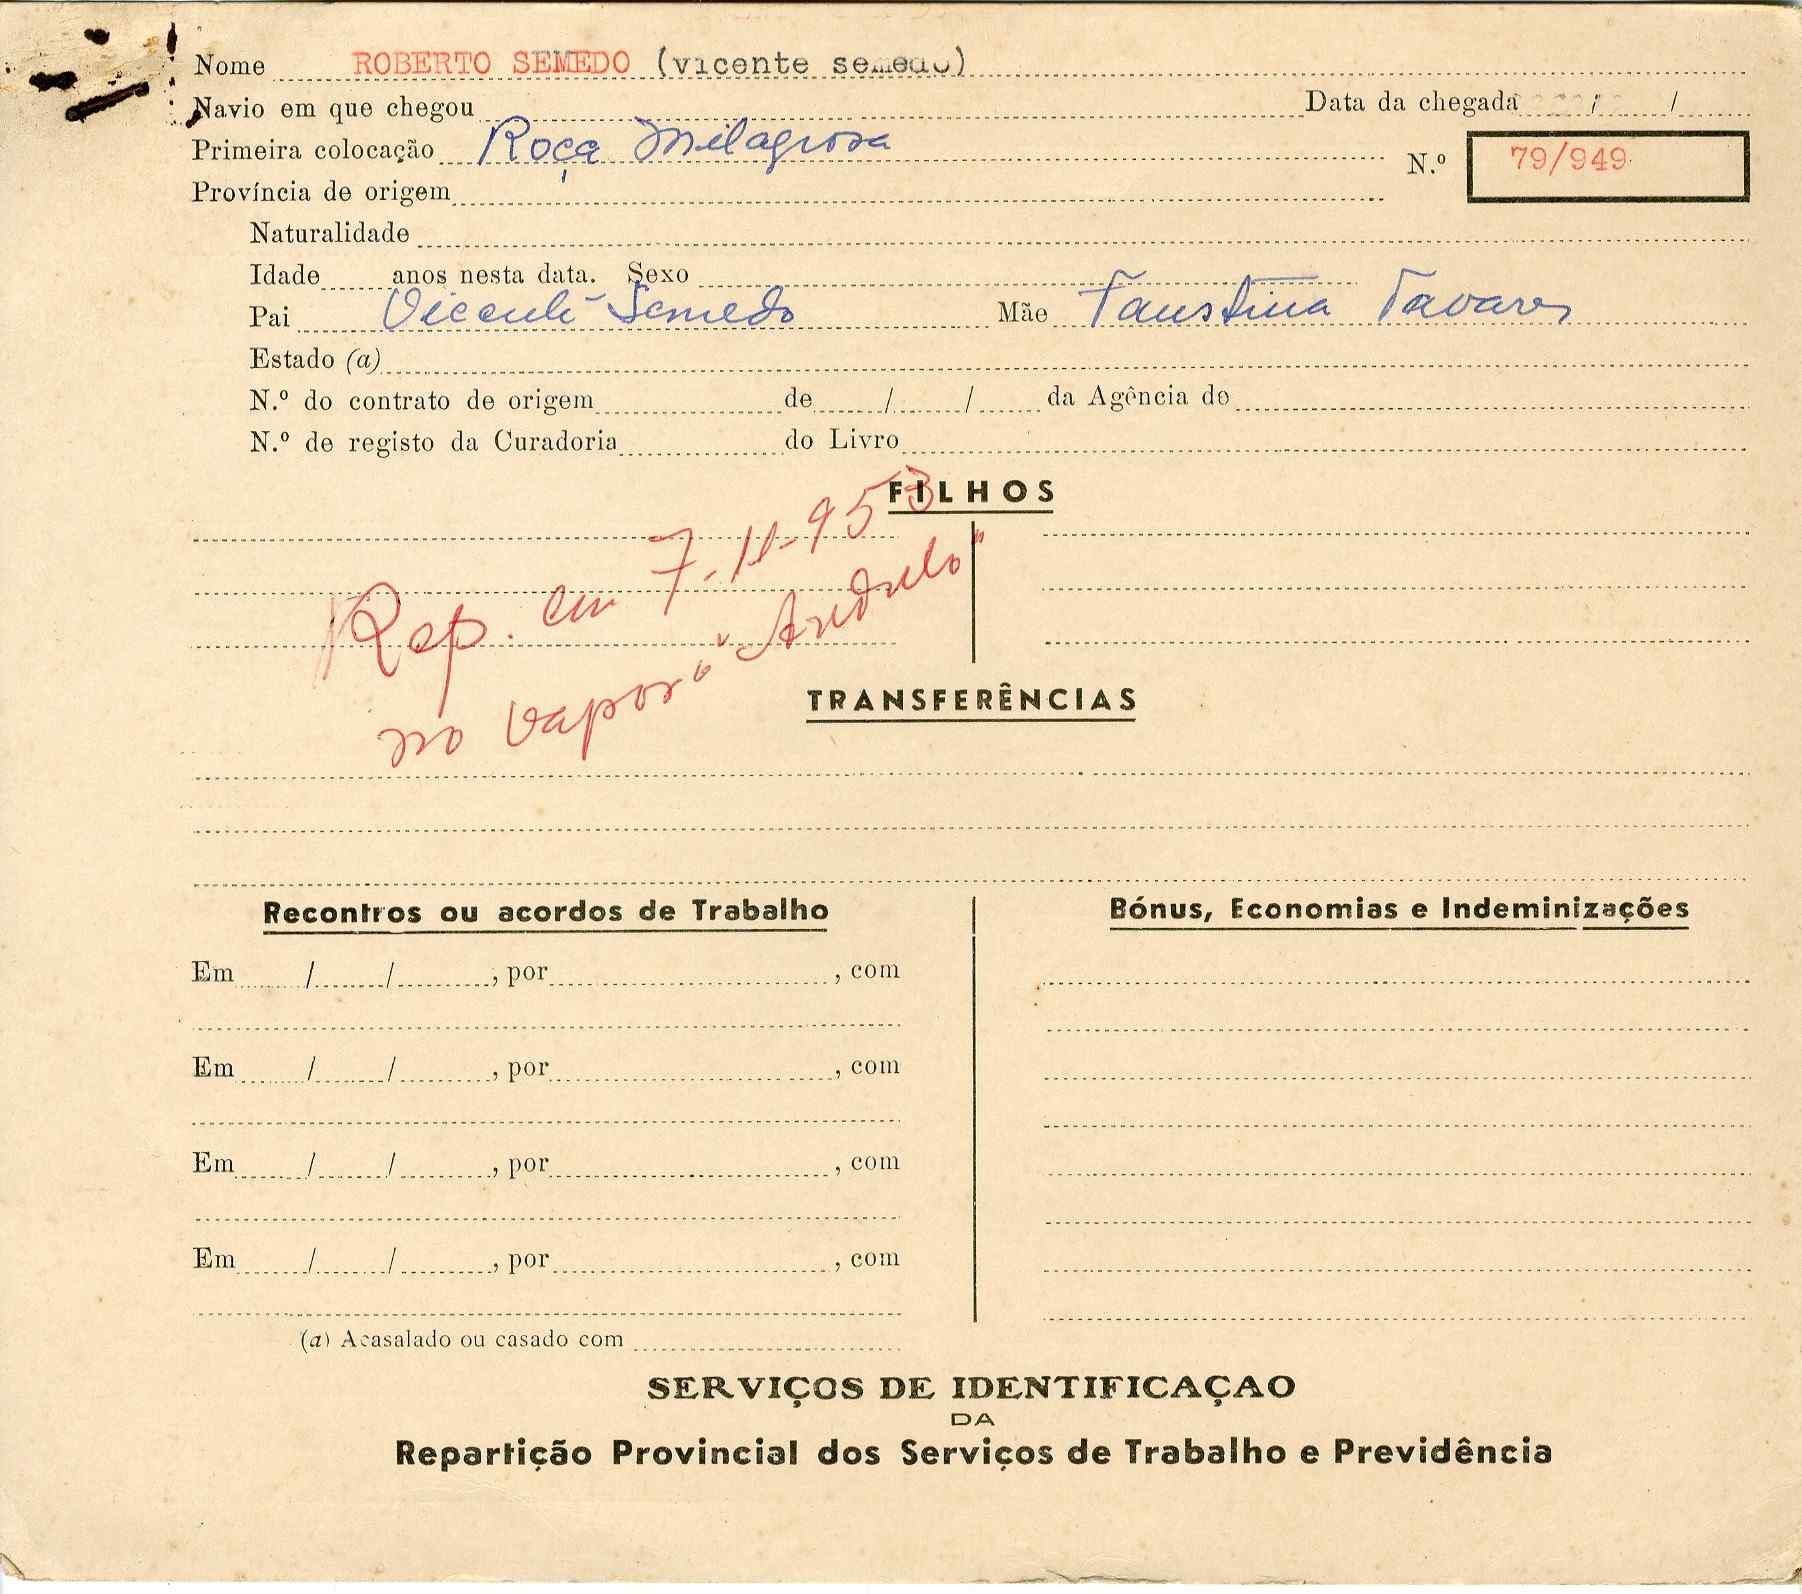 Nome ROBERTO SEMEDO (vicente semedo)
Navio em que chegou Data da chegada / /
Primeira colocação Roça Milagrosa N.º 79/949
Província de origem
Naturalidade
Idade anos nesta data. Sexo
Pai Vicente Semedo Mãe Faustina Tavares
Estado (a)
N.º do contrato de origem de / / da Agência de
N.º de registo da Curadoria do Livro
FILHOS
Rep. em 7-11-953
no vapor
TRANSFERÊNCIAS
Recontros ou acordos de Trabalho
Em / / , por , com
Em / / , por , com
Em / / , por , com
Em / / , por , com
Bónus, Economias e Indeminizações
(a) Acasalado ou casado com
SERVIÇOS DE IDENTIFICAÇAO
DA
Repartição Provincial dos Serviços de Trabalho e Previdência